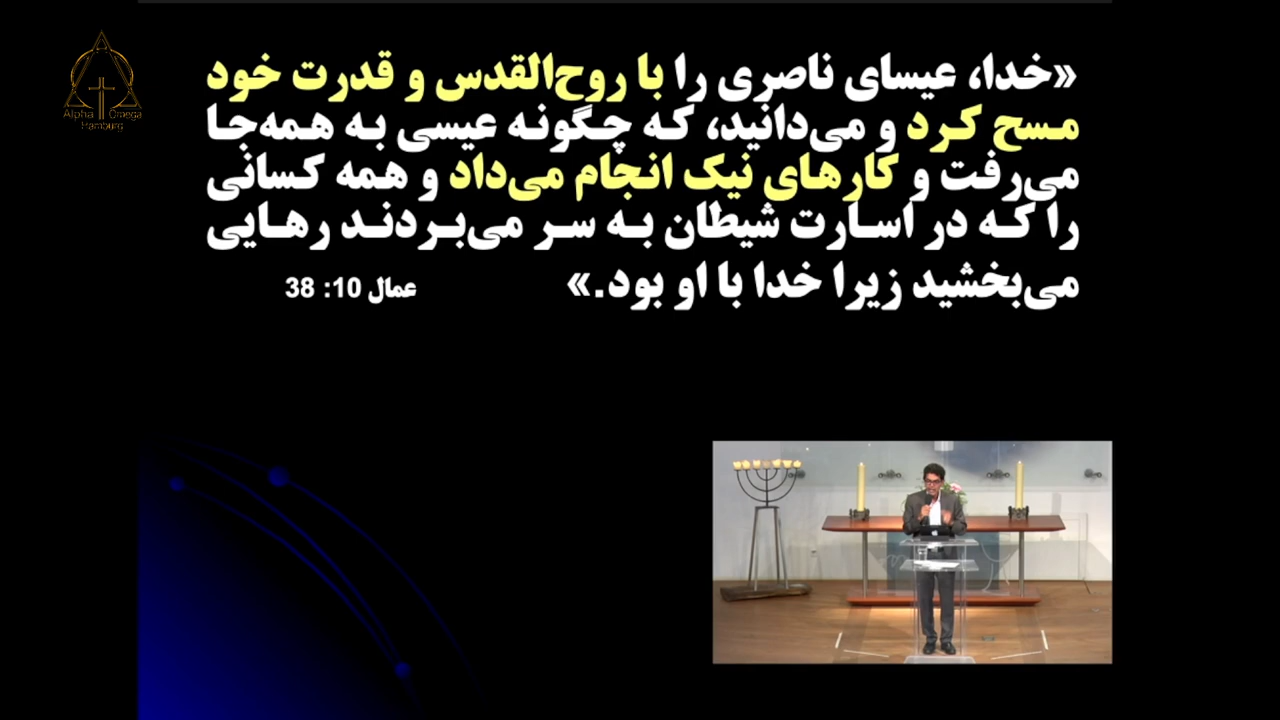 «خدا، عیسای ناصری را با روح‌القدس و قدرت خود
مسح کرد و می‌دانید، که چگونه عیسی به همه‌جا
می‌رفت و کارهای نیک انجام می‌داد و همه کسانی
را که در اسارت شیطان به سر می‌بردند رهایی
می‌بخشید زیرا خدا با او بود.» عمال 10: 38
Alpha Omega
Hamburg